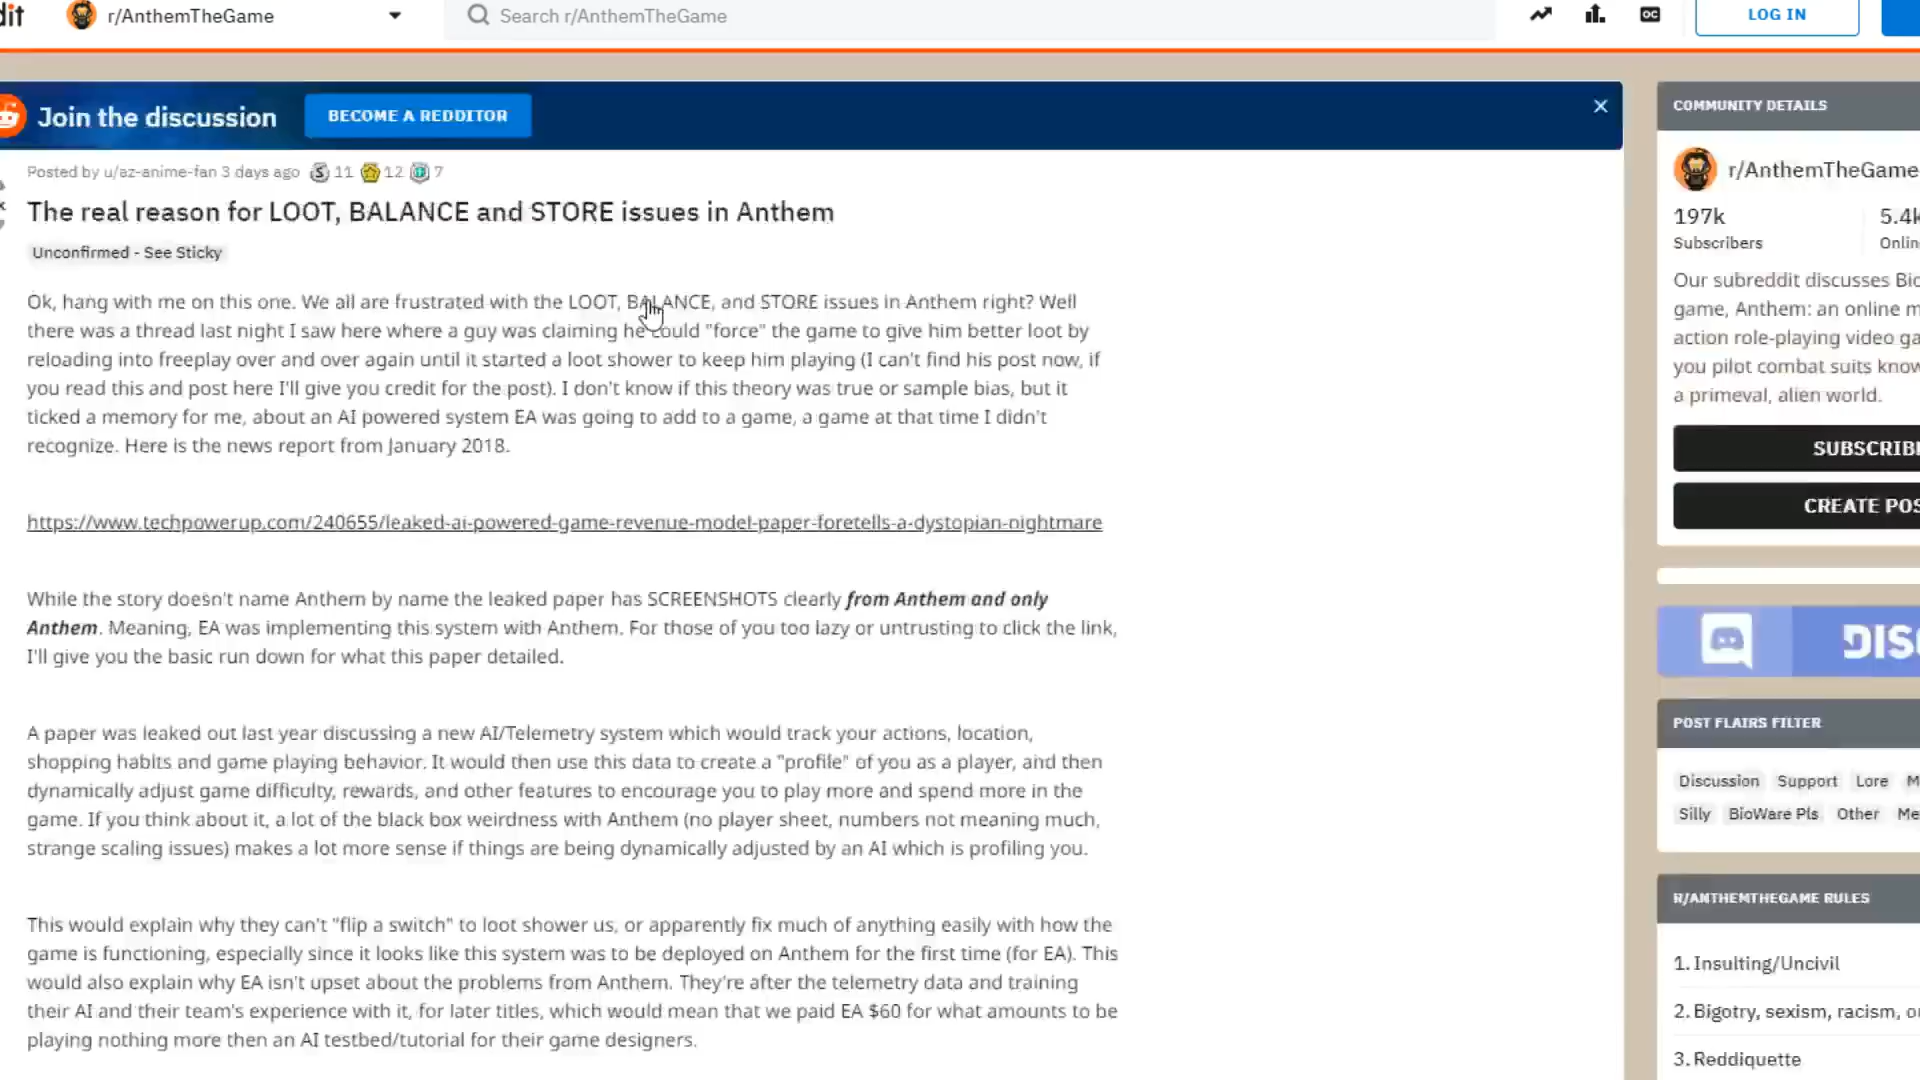 dit r/AnthemTheGame Search r/AnthemTheGame OC LOG IN
Join the discussion BECOME A REDDITOR
Posted by u/az-anime-fan 3 days ago 11 12 7
The real reason for LOOT, BALANCE and STORE issues in Anthem
Unconfirmed - See Sticky
Ok, hang with me on this one. We all are frustrated with the LOOT, BALANCE, and STORE issues in Anthem right? Well
there was a thread last night I saw here where a guy was claiming he could "force" the game to give him better loot by
reloading into freeplay over and over again until it started a loot shower to keep him playing (I can't find his post now, if
you read this and post here I'll give you credit for the post). I don't know if this theory was true or sample bias, but it
ticked a memory for me, about an AI powered system EA was going to add to a game, a game at that time I didn't
recognize. Here is the news report from January 2018.
https://www.techpowerup.com/240655/leaked-ai-powered-game-revenue-model-paper-foretells-a-dystopian-nightmare
While the story doesn't name Anthem by name the leaked paper has SCREENSHOTS clearly from Anthem and only
Anthem. Meaning, EA was implementing this system with Anthem. For those of you too lazy or untrusting to click the link,
I'll give you the basic run down for what this paper detailed.
A paper was leaked out last year discussing a new AI/Telemetry system which would track your actions, location,
shopping habits and game playing behavior. It would then use this data to create a "profile" of you as a player, and then
dynamically adjust game difficulty, rewards, and other features to encourage you to play more and spend more in the
game. If you think about it, a lot of the black box weirdness with Anthem (no player sheet, numbers not meaning much,
strange scaling issues) makes a lot more sense if things are being dynamically adjusted by an AI which is profiling you.
This would explain why they can't "flip a switch" to loot shower us, or apparently fix much of anything easily with how the
game is functioning, especially since it looks like this system was to be deployed on Anthem for the first time (for EA). This
would also explain why EA isn't upset about the problems from Anthem. They're after the telemetry data and training
their AI and their team's experience with it, for later titles, which would mean that we paid EA $60 for what amounts to be
playing nothing more then an AI testbed/tutorial for their game designers.
COMMUNITY DETAILS
r/AnthemTheGame
197k 5.4k
Subscribers Onlin
Our subreddit discusses Bio
game, Anthem: an online m
action role-playing video ga
you pilot combat suits know
a primeval, alien world.
SUBSCRIBE
CREATE POS
DISC
POST FLAIRS FILTER
Discussion Support Lore M
Silly BioWare Pls Other Me
R/ANTHEMTHEGAME RULES
1. Insulting/Uncivil
2. Bigotry, sexism, racism, o
3. Reddiquette